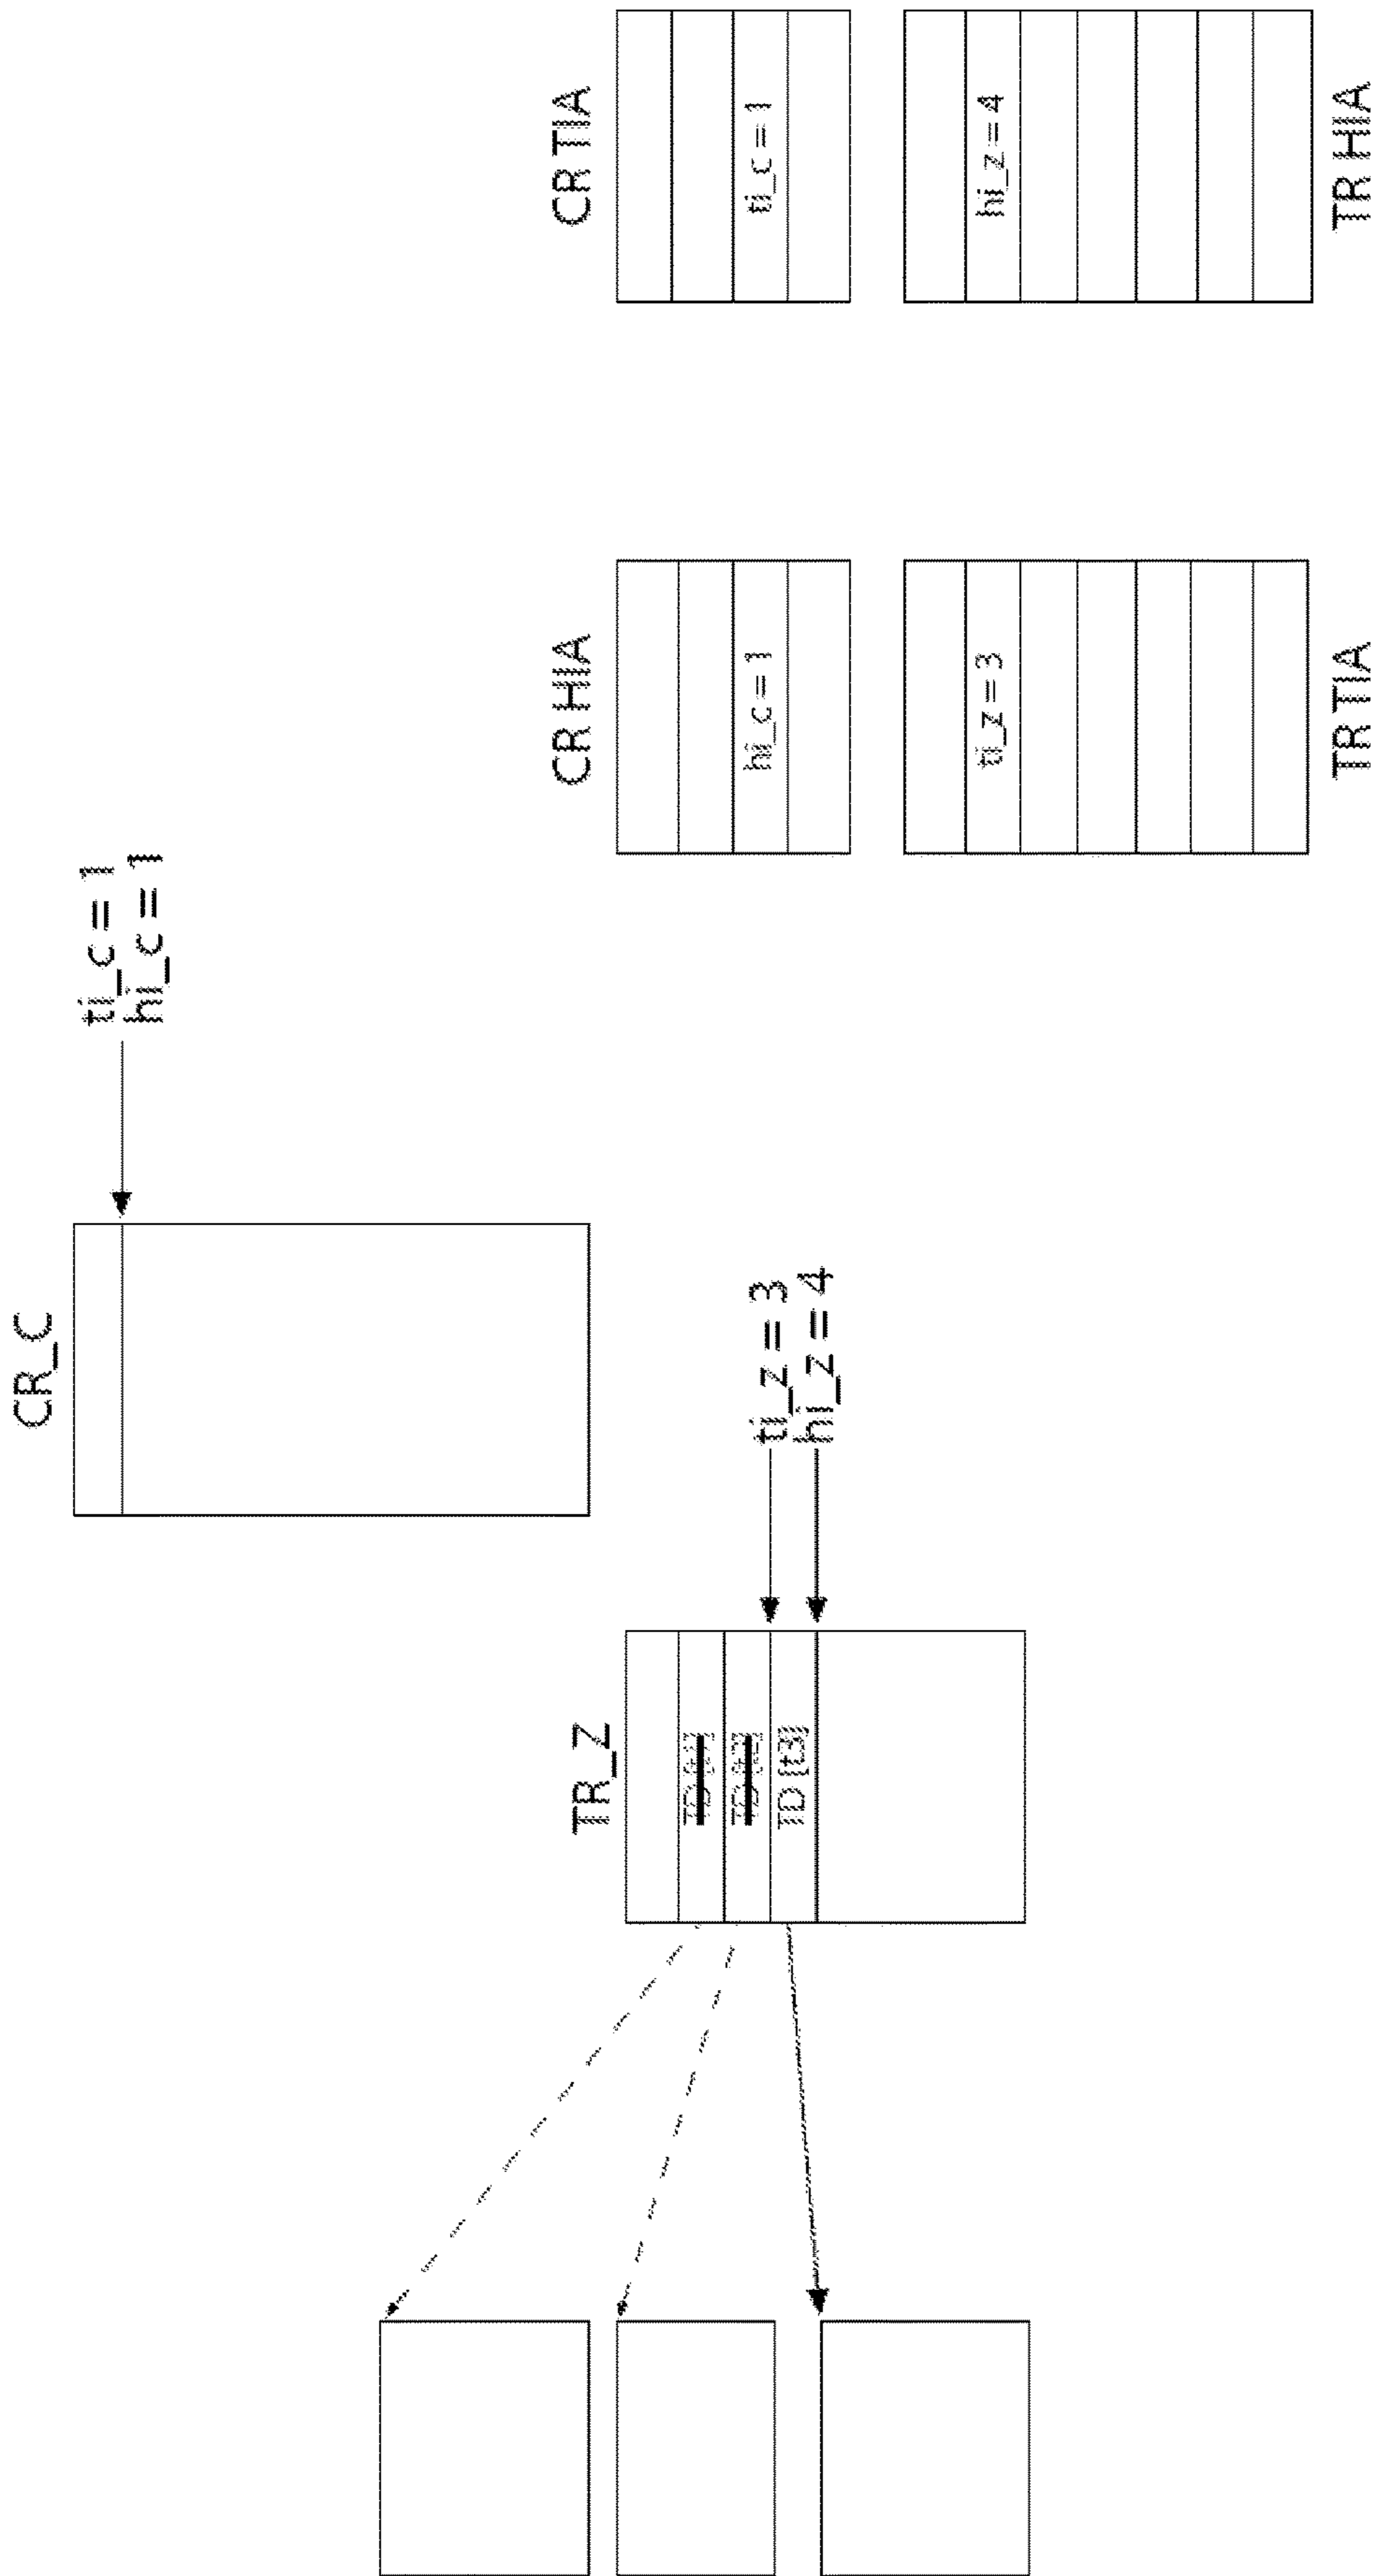 CR_C
ti_c = 1
hi_c = 1
TR_Z
TD [t3]
ti_z = 3
hi_z = 4
CR HIA
hi_c = 1
ti_z = 3
TR TIA
CR TIA
ti_c = 1
hi_z = 4
TR HIA